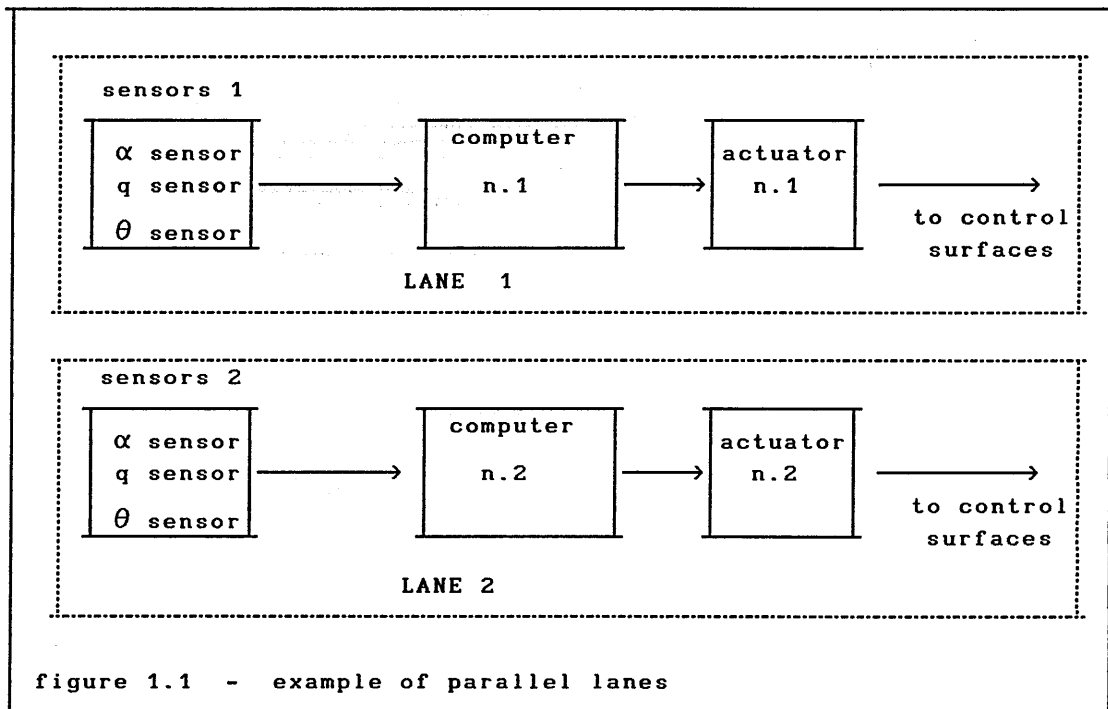 sensors 1
α sensor
q sensor
θ sensor
computer
n.1
actuator
n.1
to control
surfaces
LANE 1
sensors 2
α sensor
q sensor
θ sensor
computer
n.2
actuator
n.2
to control
surfaces
LANE 2
figure 1.1 - example of parallel lanes